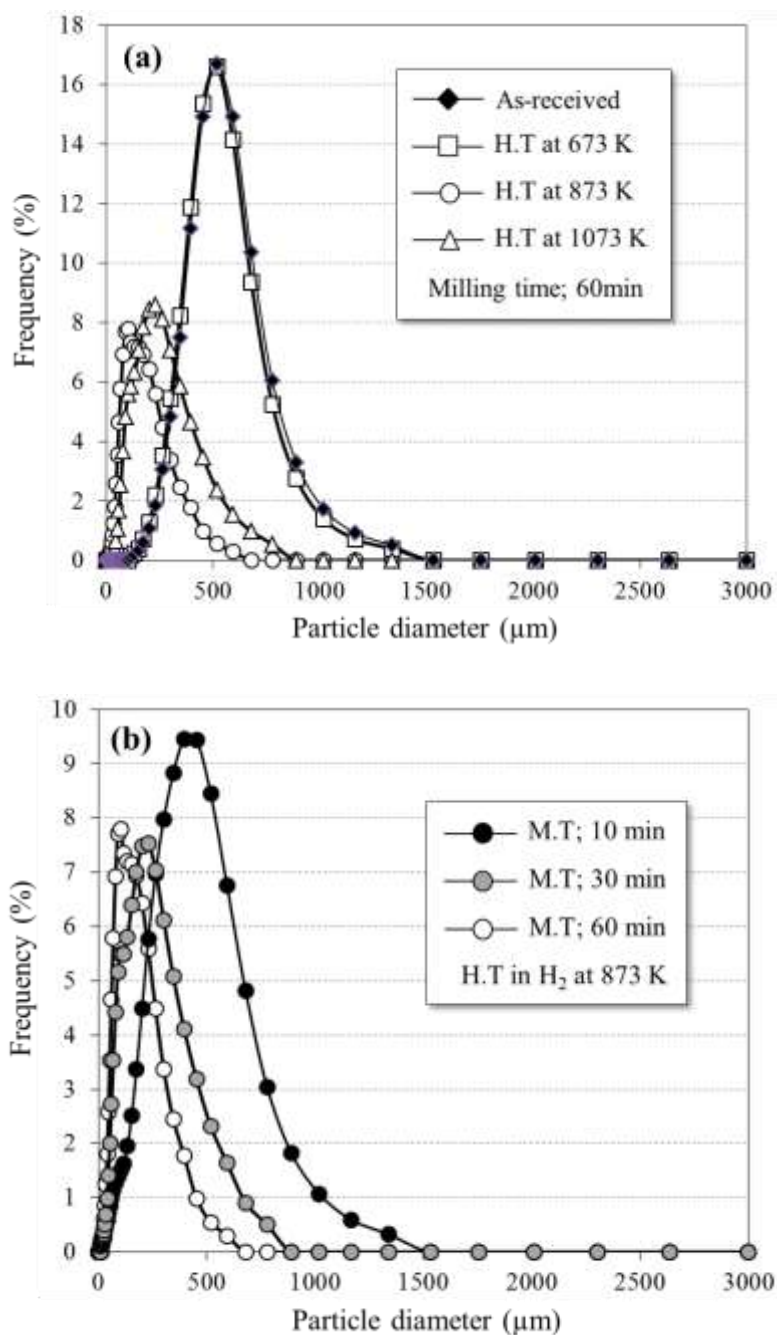 (a)
18
16
14
12
10
8
6
4
2
0
Frequency (%)
As-received
H.T at 673 K
H.T at 873 K
H.T at 1073 K
Milling time; 60min
0 500 1000 1500 2000 2500 3000
Particle diameter (µm)
(b)
10
9
8
7
6
5
4
3
2
1
0
Frequency (%)
M.T; 10 min
M.T; 30 min
M.T; 60 min
H.T in H₂ at 873 K
0 500 1000 1500 2000 2500 3000
Particle diameter (µm)